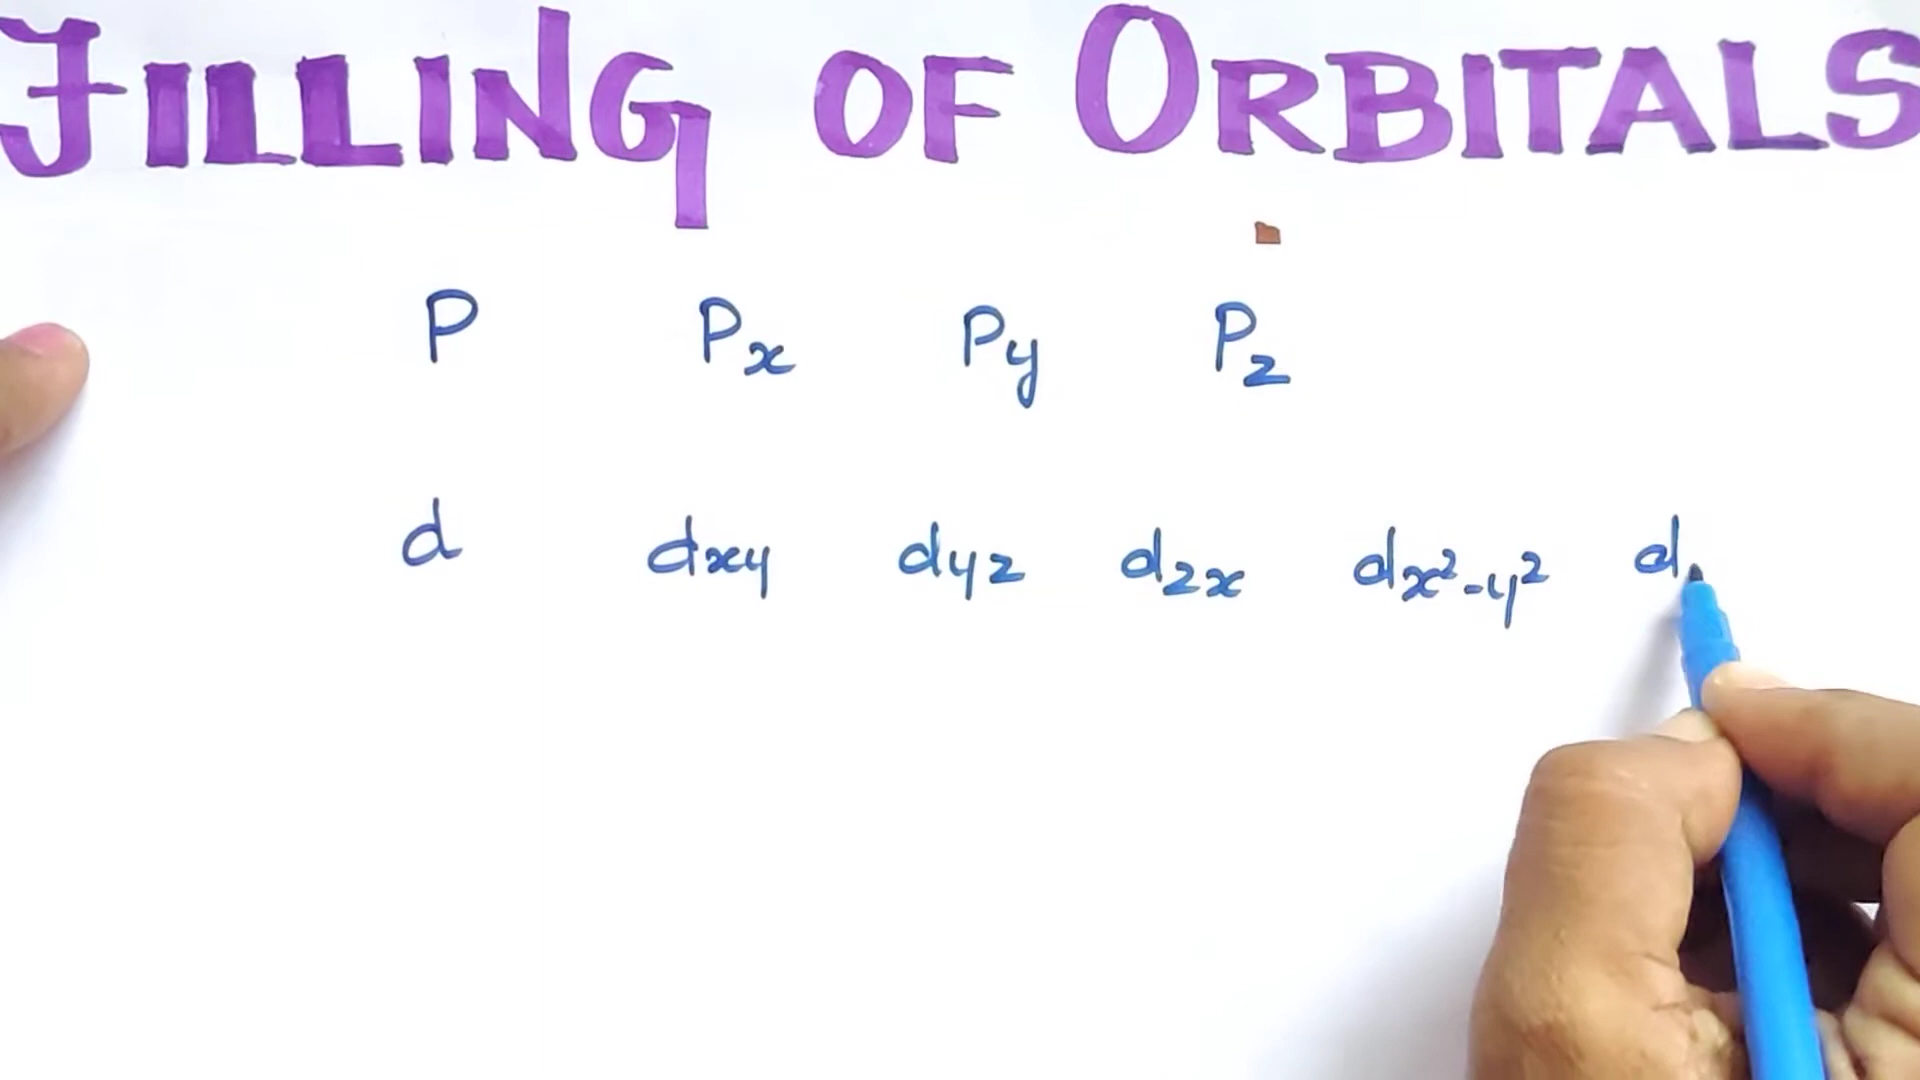 FILLING OF ORBITALS
P Px Py Pz
d dxy dyz dzx dx²-y² d